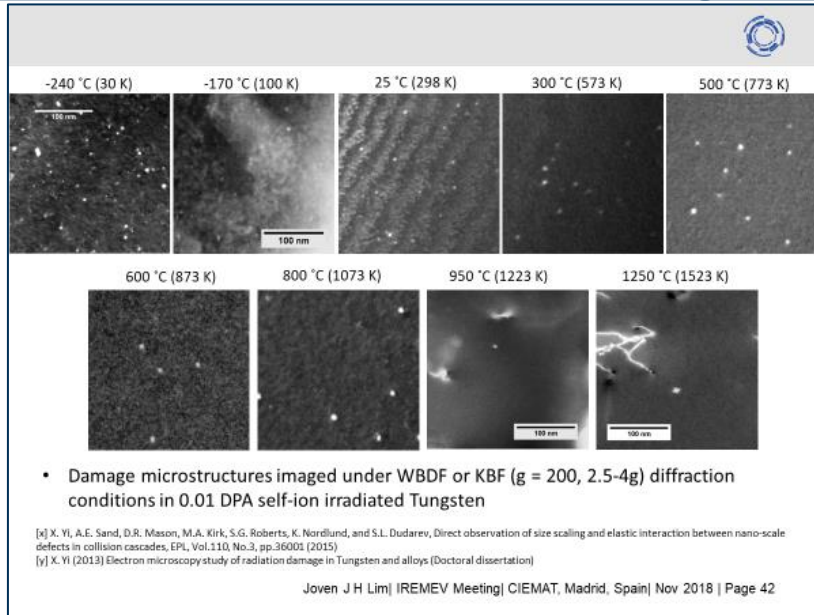 -240 ˚C (30 K)
-170 ˚C (100 K)
25 ˚C (298 K)
300 ˚C (573 K)
500 ˚C (773 K)
100 nm
100 nm
600 ˚C (873 K)
800 ˚C (1073 K)
950 ˚C (1223 K)
1250 ˚C (1523 K)
100 nm
100 nm
• Damage microstructures imaged under WBDF or KBF (g = 200, 2.5-4g) diffraction
conditions in 0.01 DPA self-ion irradiated Tungsten
[x] X. Yi, A.E. Sand, D.R. Mason, M.A. Kirk, S.G. Roberts, K. Nordlund, and S.L. Dudarev, Direct observation of size scaling and elastic interaction between nano-scale
defects in collision cascades, EPL, Vol.110, No.3, pp.36001 (2015)
[y] X. Yi (2013) Electron microscopy study of radiation damage in Tungsten and alloys (Doctoral dissertation)
Joven J H Lim| IREMEV Meeting| CIEMAT, Madrid, Spain| Nov 2018 | Page 42